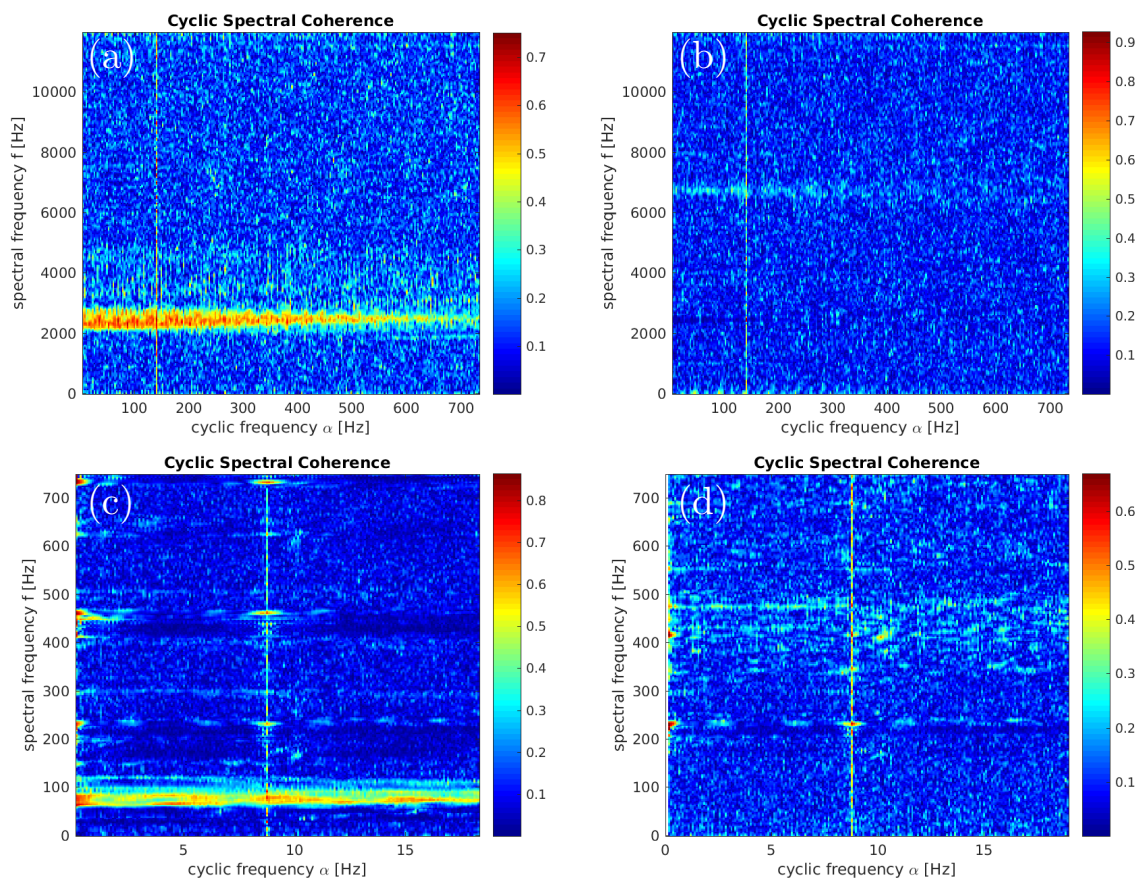 Cyclic Spectral Coherence
(a)
spectral frequency f [Hz]
10000
8000
6000
4000
2000
0
100 200 300 400 500 600 700
cyclic frequency α [Hz]
0.7
0.6
0.5
0.4
0.3
0.2
0.1
Cyclic Spectral Coherence
(b)
spectral frequency f [Hz]
10000
8000
6000
4000
2000
0
100 200 300 400 500 600 700
cyclic frequency α [Hz]
0.9
0.8
0.7
0.6
0.5
0.4
0.3
0.2
0.1
Cyclic Spectral Coherence
(c)
spectral frequency f [Hz]
700
600
500
400
300
200
100
0
5 10 15
cyclic frequency α [Hz]
0.8
0.7
0.6
0.5
0.4
0.3
0.2
0.1
Cyclic Spectral Coherence
(d)
spectral frequency f [Hz]
700
600
500
400
300
200
100
0
0 5 10 15
cyclic frequency α [Hz]
0.6
0.5
0.4
0.3
0.2
0.1